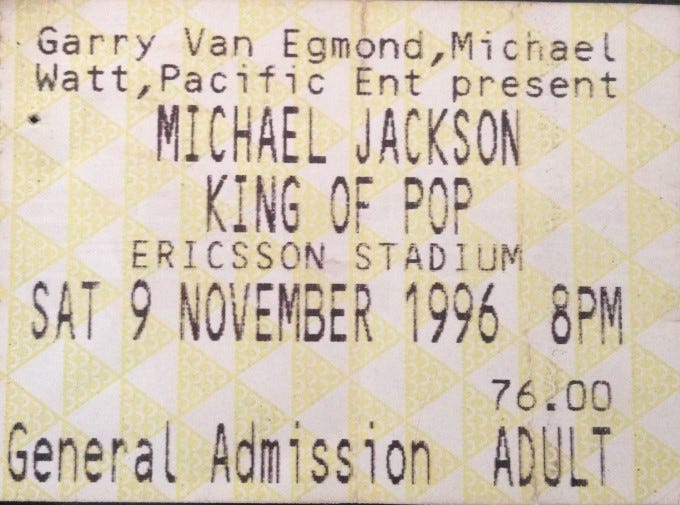 Garry Van Egmond,Michael
Watt,Pacific Ent present
MICHAEL JACKSON
KING OF POP
ERICSSON STADIUM
SAT 9 NOVEMBER 1996 8PM
76.00
General Admission ADULT